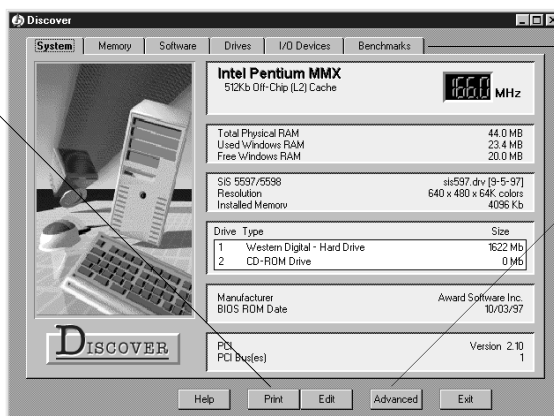 Discover
System Memory Software Drives I/O Devices Benchmarks
Intel Pentium MMX
512Kb Off-Chip (L2) Cache
166.0 MHz
Total Physical RAM 44.0 MB
Used Windows RAM 23.4 MB
Free Windows RAM 20.0 MB
SiS 5597/5598 sis597.drv [9-5-97]
Resolution 640 x 480 x 64K colors
Installed Memory 4096 Kb
Drive Type Size
1 Western Digital - Hard Drive 1622 Mb
2 CD-ROM Drive 0 Mb
Manufacturer Award Software Inc.
BIOS ROM Date 10/03/97
DISCOVER
PCI Version 2.10
PCI Bus(es) 1
Help Print Edit Advanced Exit